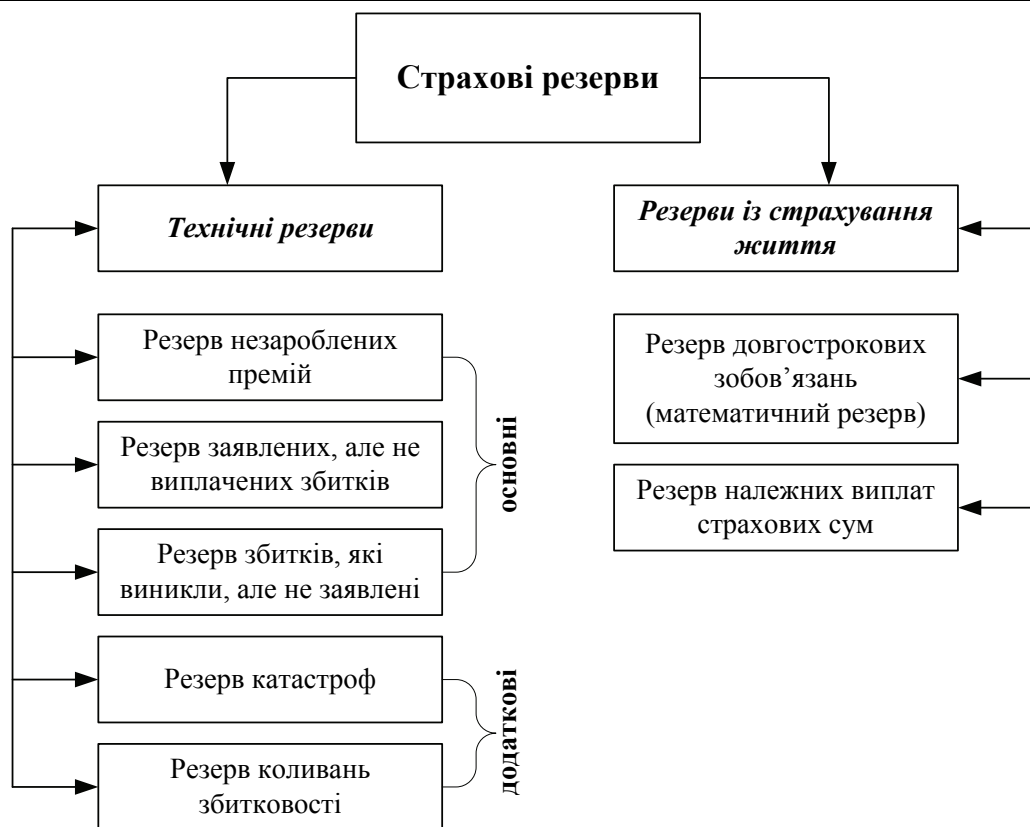 Страхові резерви
Технічні резерви
Резерв незароблених
премій
Резерв заявлених, але не
виплачених збитків
Резерв збитків, які
виникли, але не заявлені
основні
Резерв катастроф
Резерв коливань
збитковості
додаткові
Резерви із страхування
життя
Резерв довгострокових
зобов’язань
(математичний резерв)
Резерв належних виплат
страхових сум